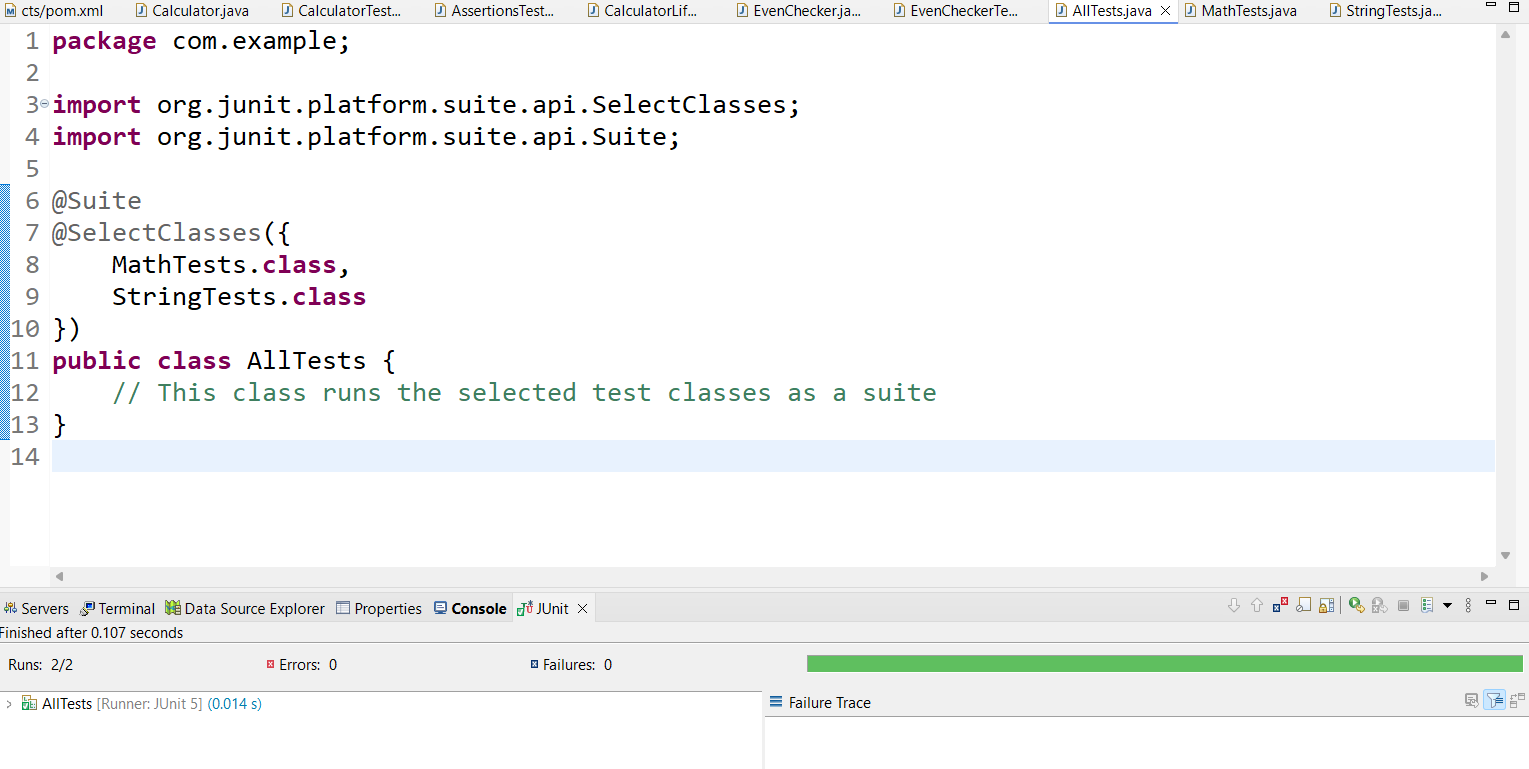 cts/pom.xml Calculator.java CalculatorTest... AssertionsTest... CalculatorLif... EvenChecker.ja... EvenCheckerTe... AllTests.java MathTests.java StringTests.ja...
1 package com.example;
2
3 import org.junit.platform.suite.api.SelectClasses;
4 import org.junit.platform.suite.api.Suite;
5
6 @Suite
7 @SelectClasses({
8     MathTests.class,
9     StringTests.class
10 })
11 public class AllTests {
12     // This class runs the selected test classes as a suite
13 }
14
Servers Terminal Data Source Explorer Properties Console JUnit
Finished after 0.107 seconds
Runs: 2/2 Errors: 0 Failures: 0
AllTests [Runner: JUnit 5] (0.014 s) Failure Trace